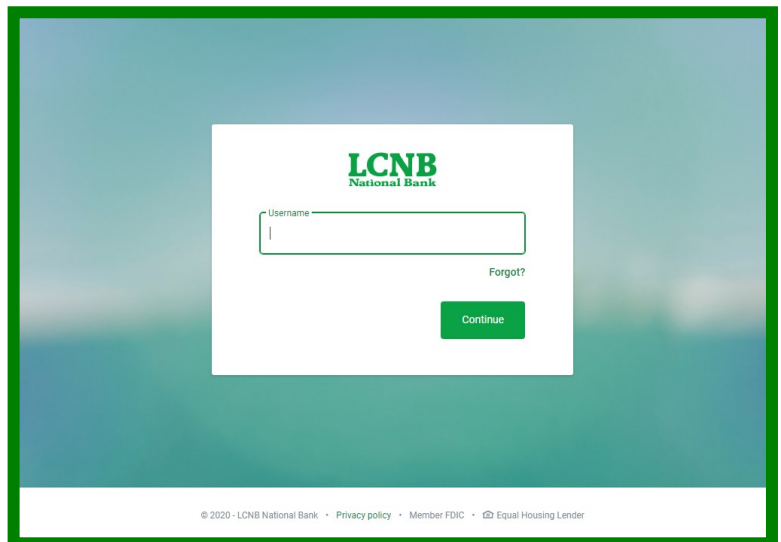 LCNB
National Bank
Username
Forgot?
Continue
© 2020 - LCNB National Bank • Privacy policy • Member FDIC • Equal Housing Lender